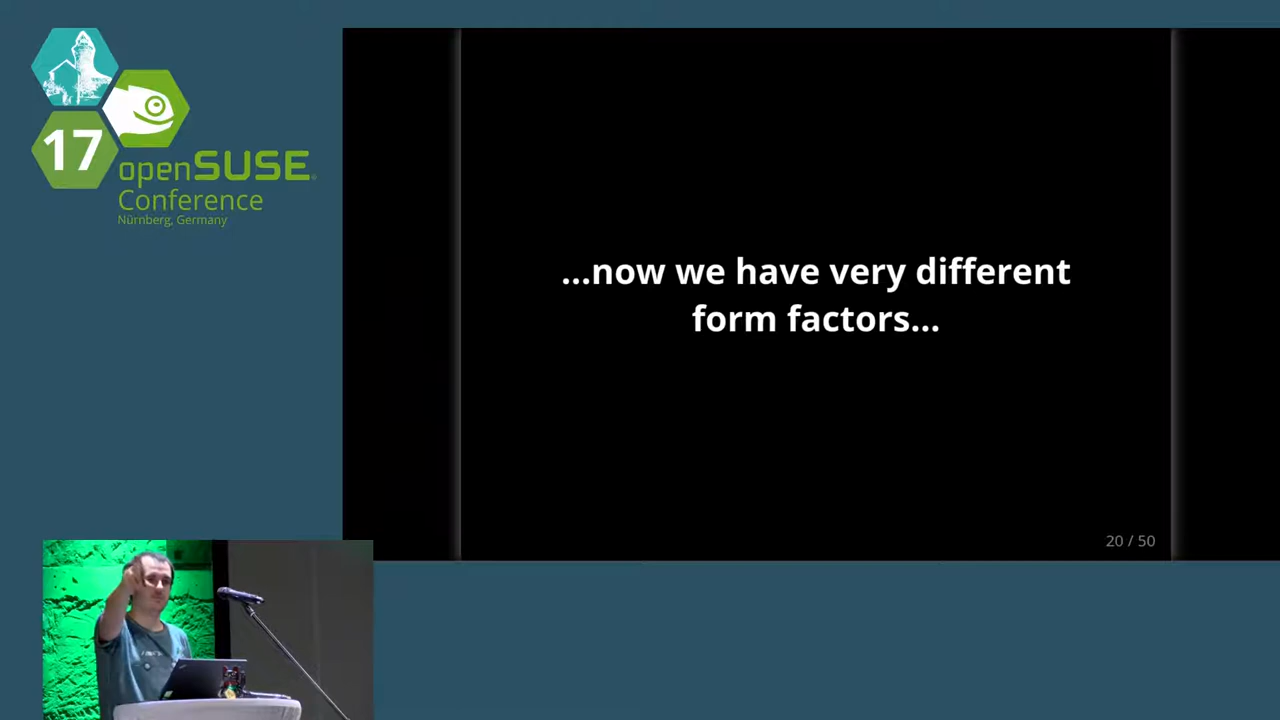 17
openSUSE
Conference
Nürnberg, Germany
...now we have very different
form factors...
20 / 50